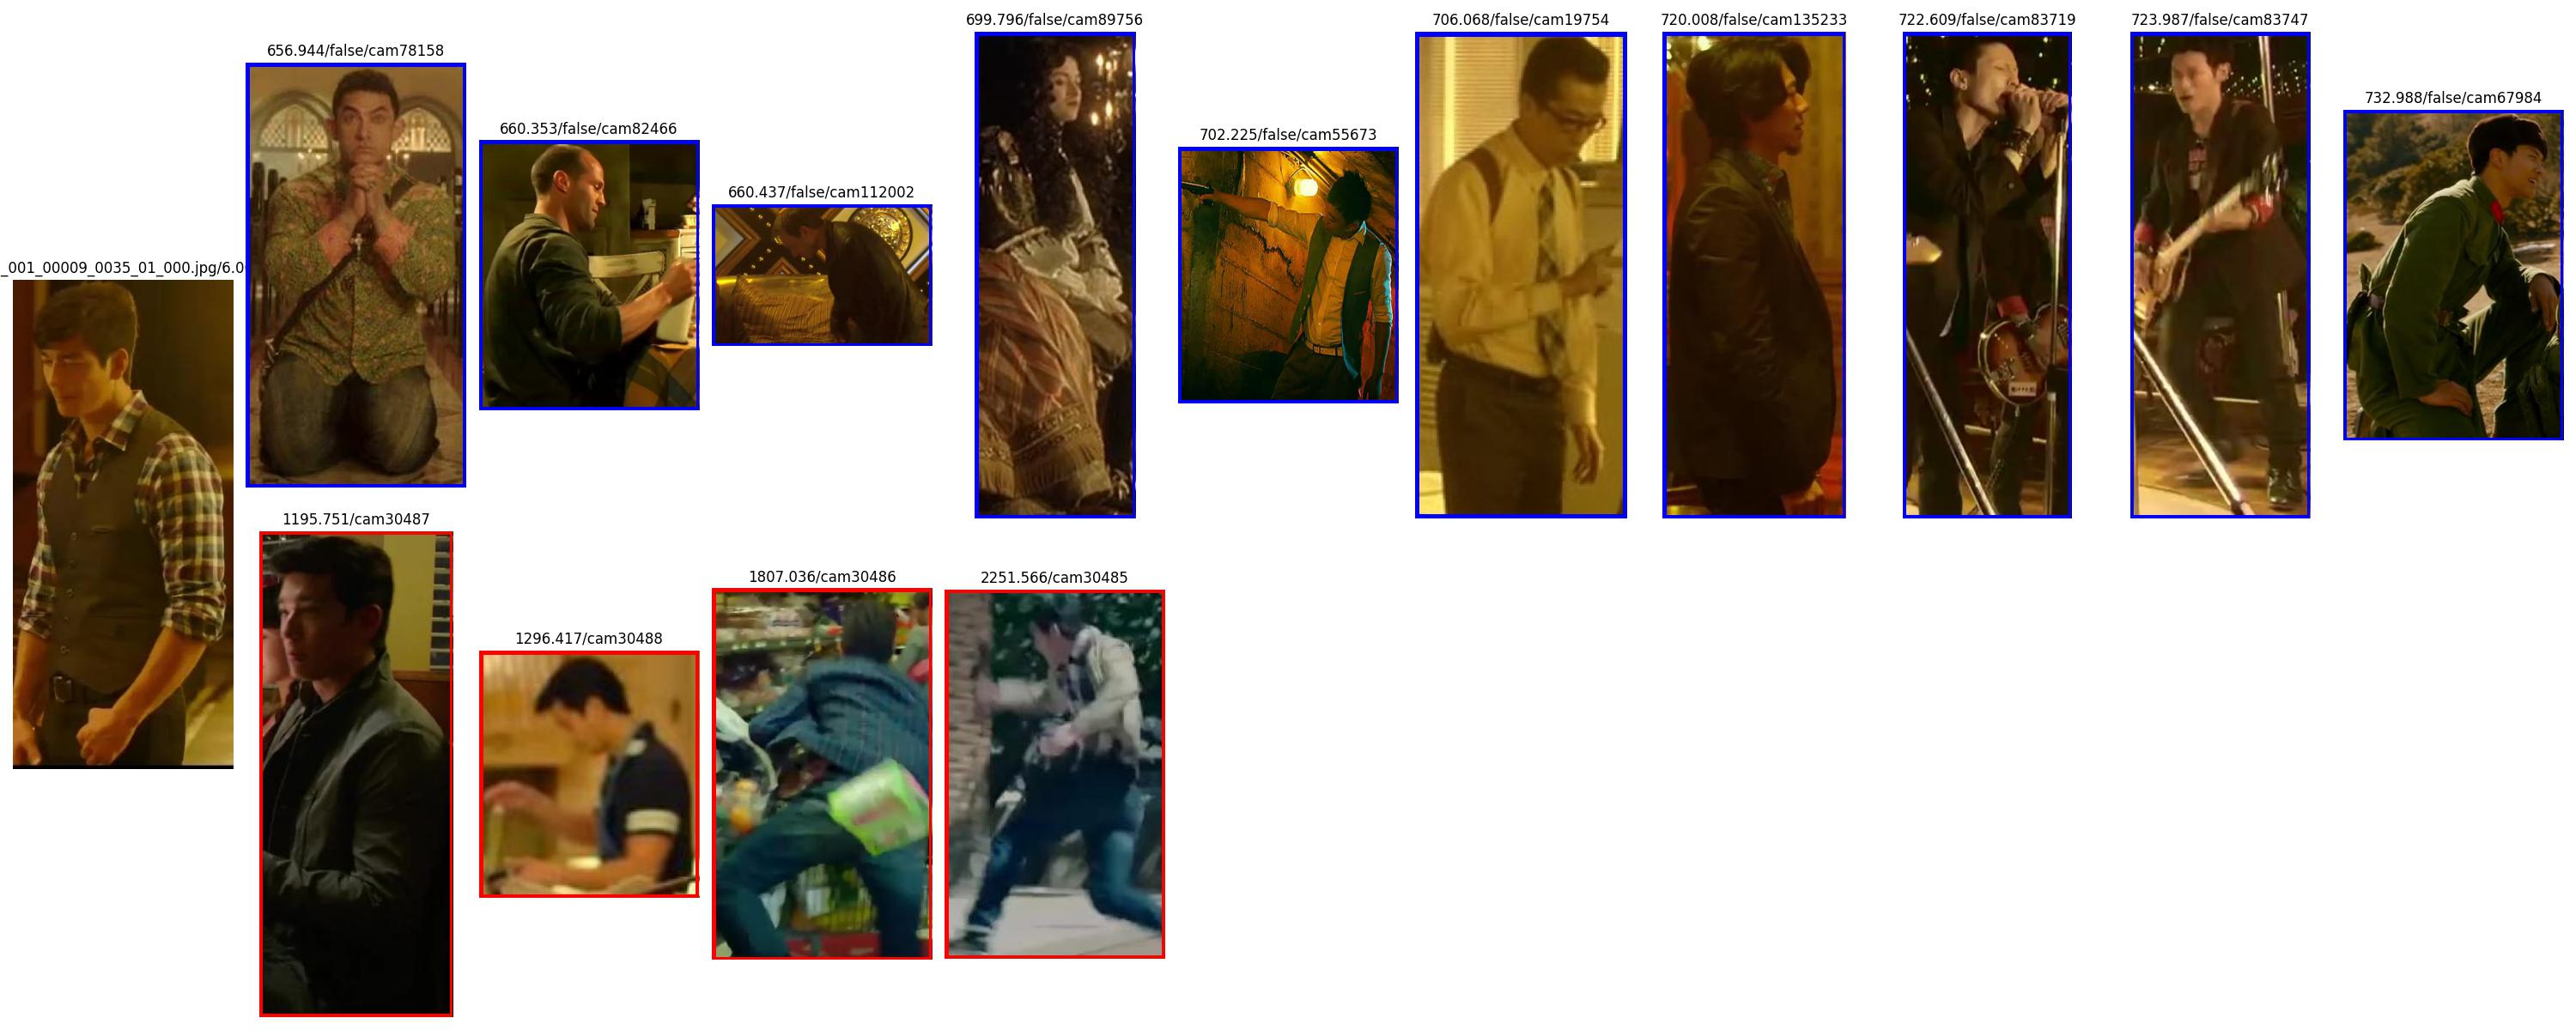 699.796/false/cam89756
706.068/false/cam19754
720.008/false/cam135233
722.609/false/cam83719
723.987/false/cam83747
656.944/false/cam78158
732.988/false/cam67984
660.353/false/cam82466
702.225/false/cam55673
660.437/false/cam112002
_001_00009_0035_01_000.jpg/6.0
1195.751/cam30487
1807.036/cam30486
2251.566/cam30485
1296.417/cam30488